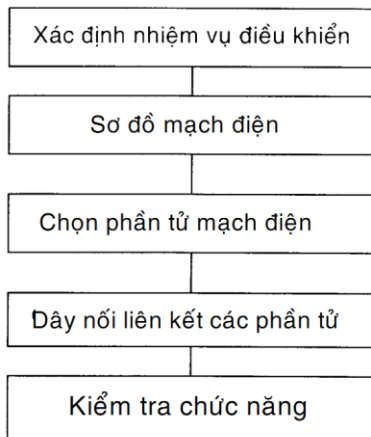 Xác định nhiệm vụ điều khiển
Sơ đồ mạch điện
Chọn phần tử mạch điện
Dây nối liên kết các phần tử
Kiểm tra chức năng